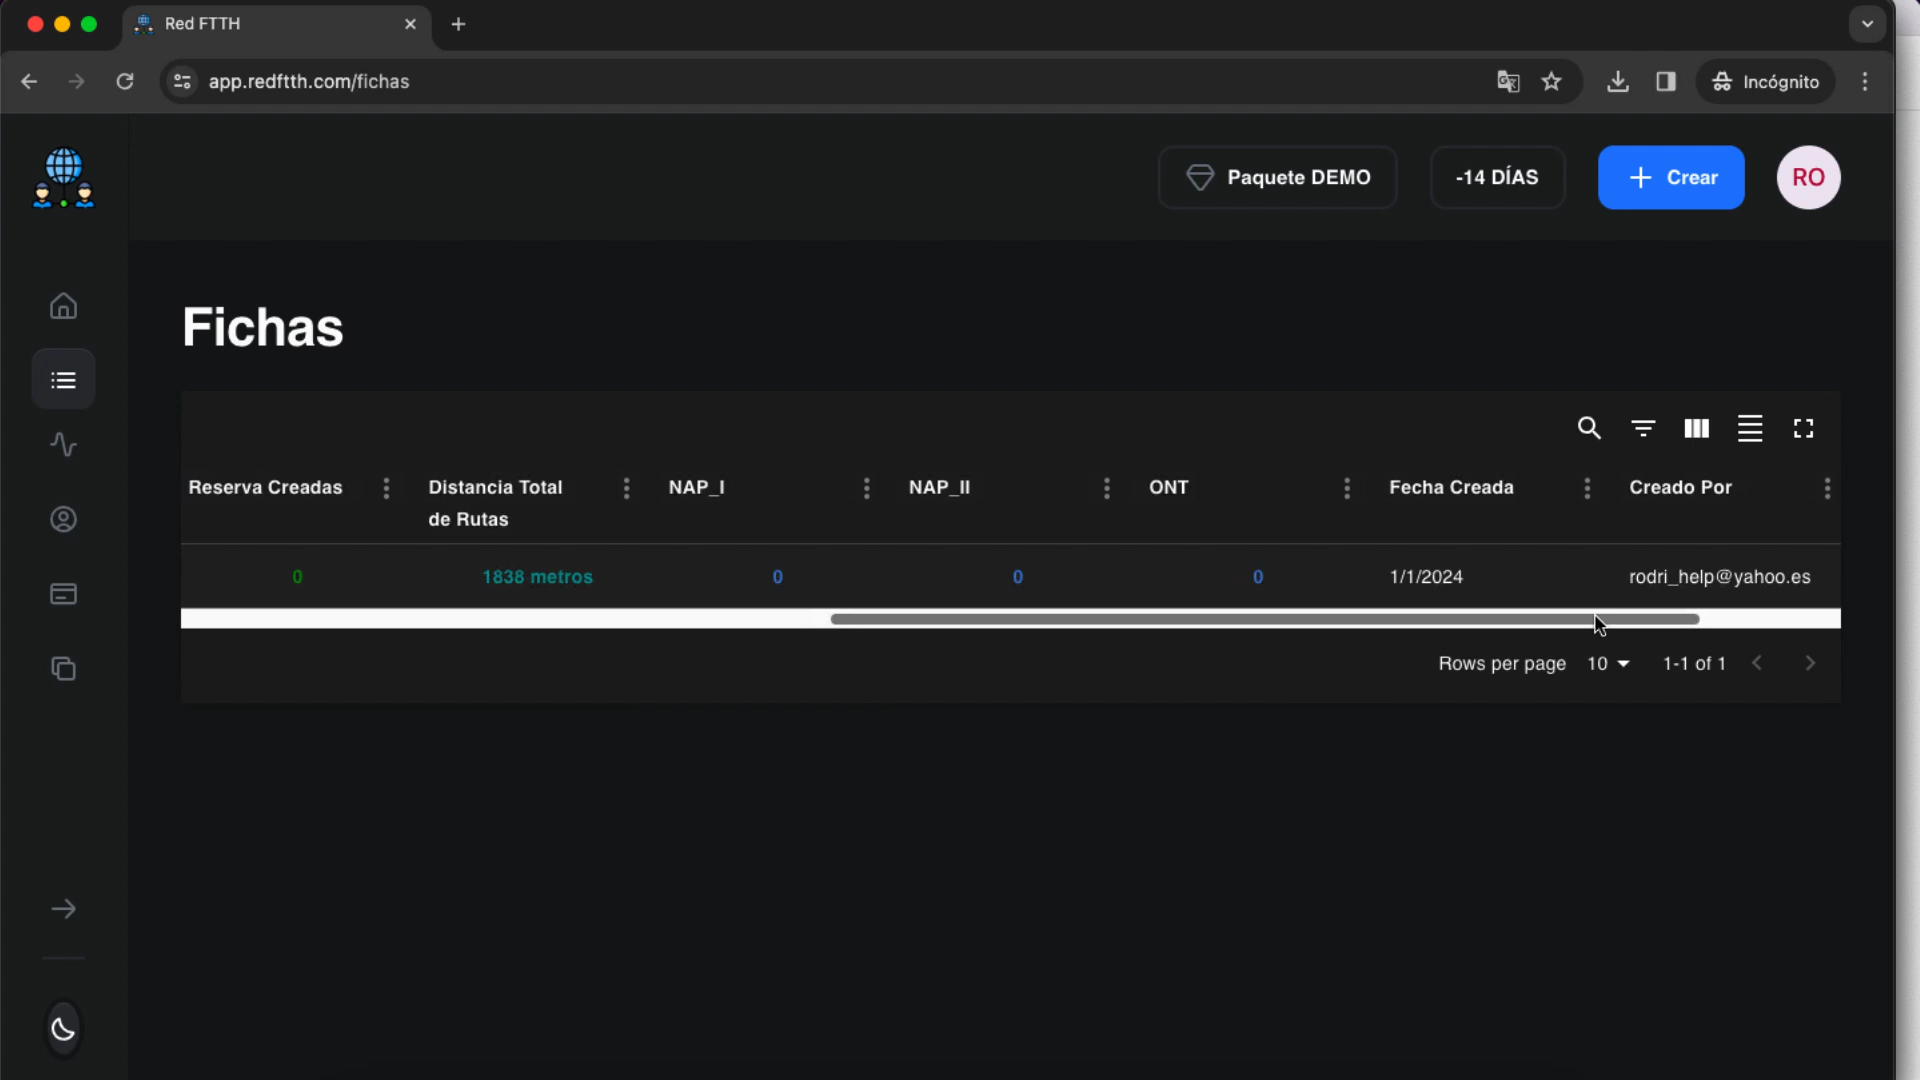 Red FTTH
app.redftth.com/fichas
Incógnito
Paquete DEMO
-14 DÍAS
Crear
RO
Fichas
Reserva Creadas
Distancia Total
de Rutas
NAP_I
NAP_II
ONT
Fecha Creada
Creado Por
0
1838 metros
0
0
0
1/1/2024
rodri_help@yahoo.es
Rows per page
10
1-1 of 1